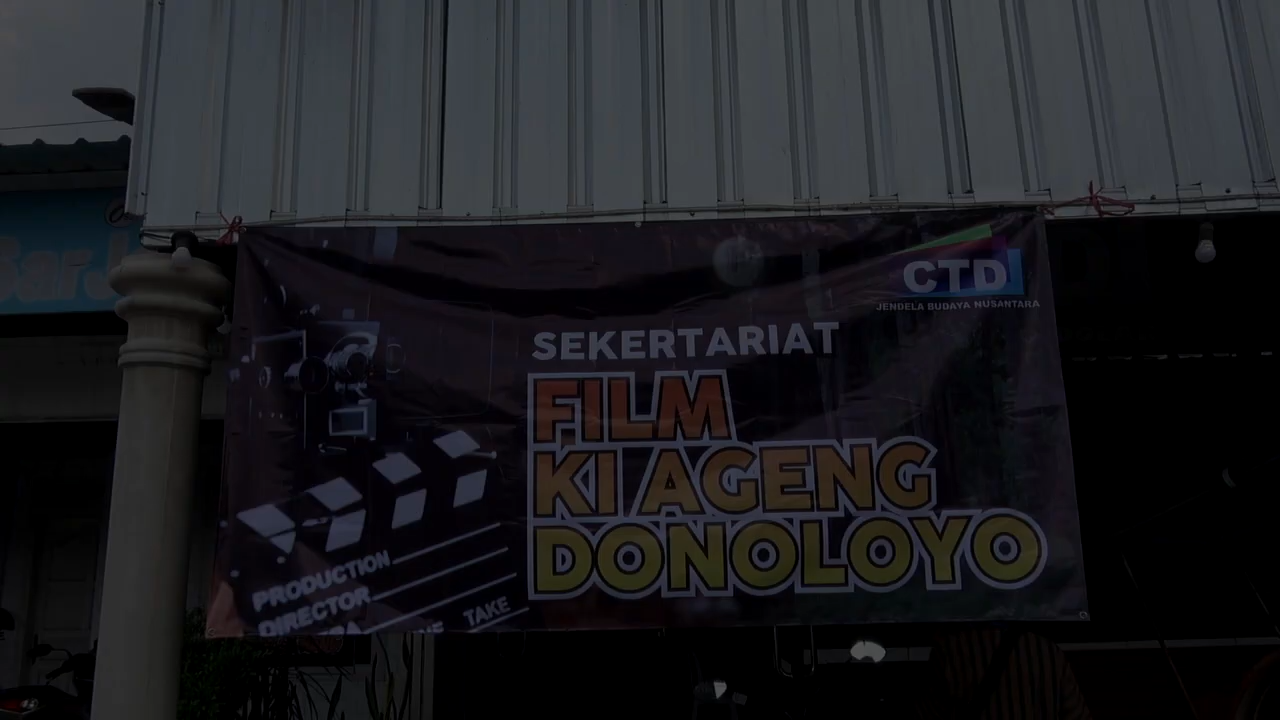 CTD
JENDELA BUDAYA NUSANTARA
SEKERTARIAT
FILM
KI AGENG
DONOLOYO
PRODUCTION
DIRECTOR
TAKE